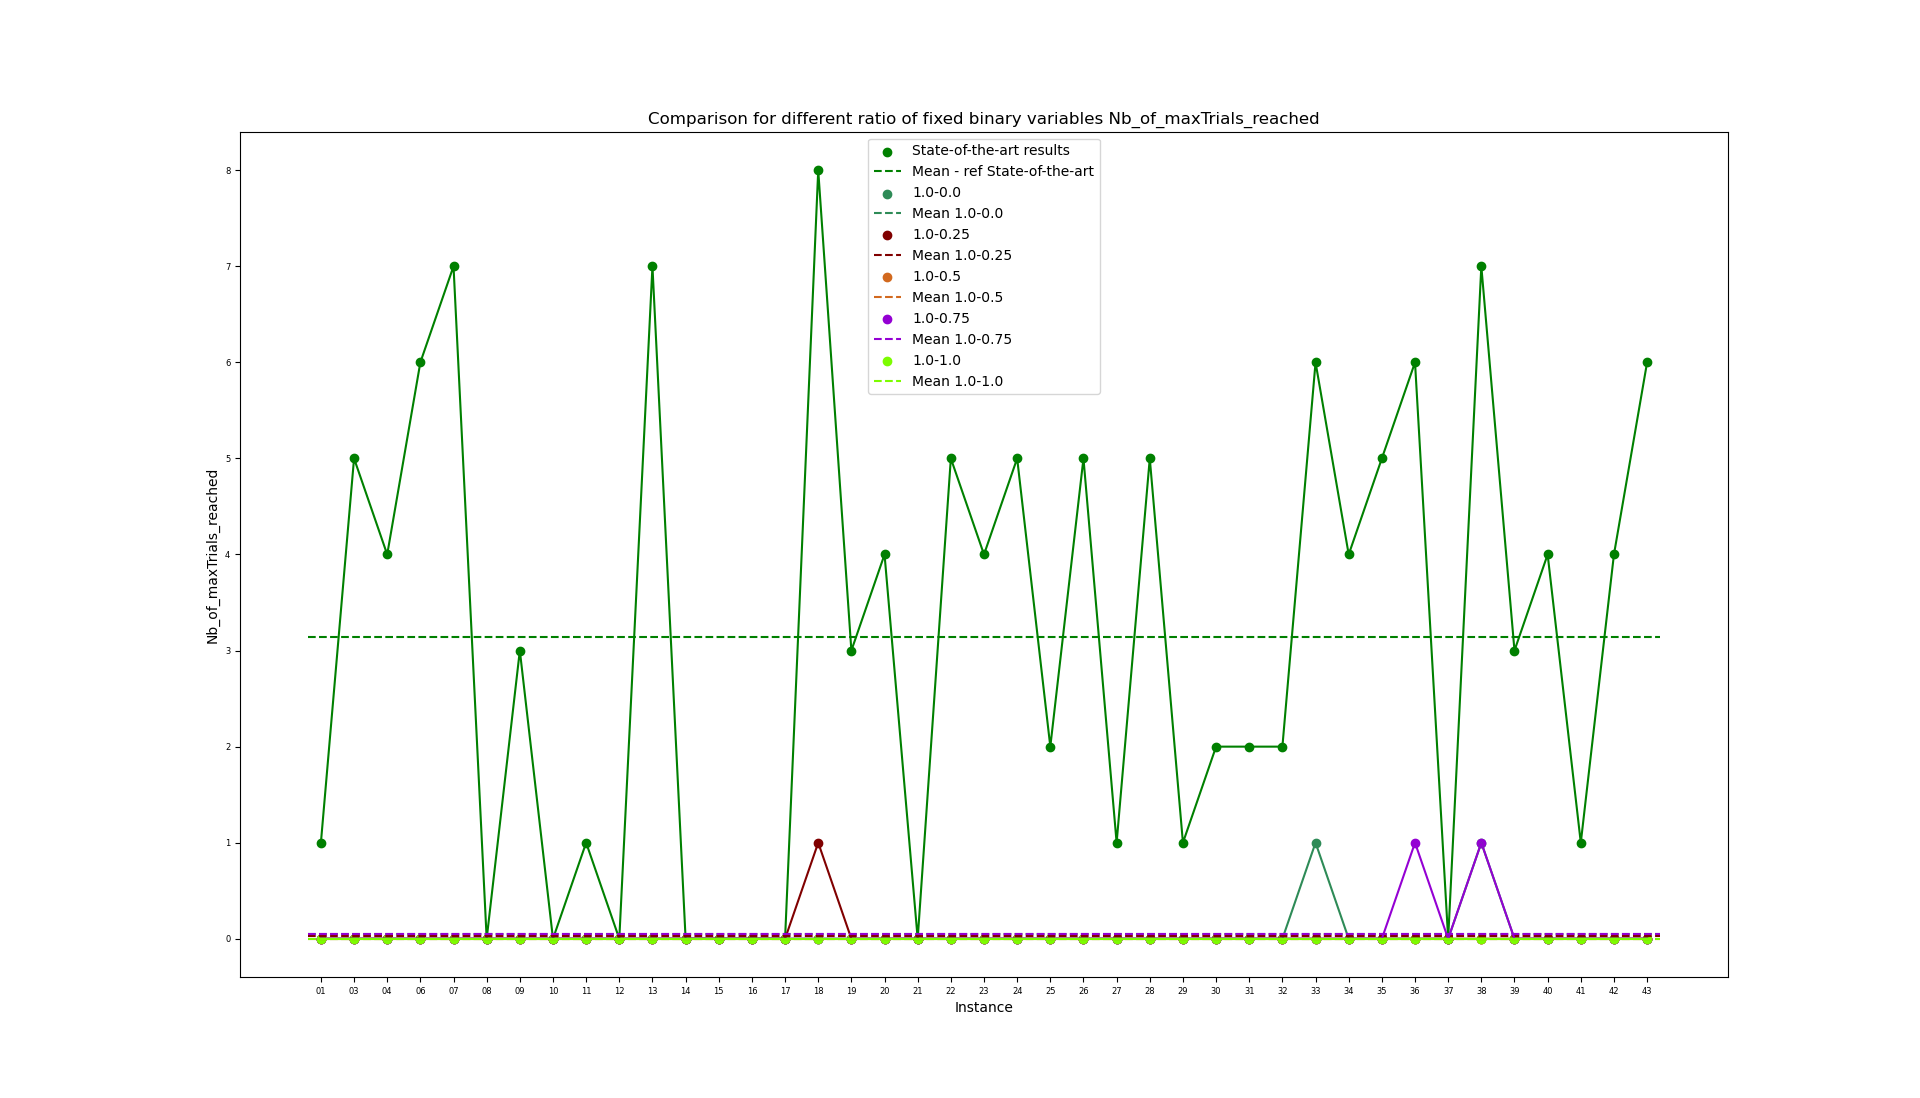 Comparison for different ratio of fixed binary variables Nb_of_maxTrials_reached
State-of-the-art results
Mean - ref State-of-the-art
1.0-0.0
Mean 1.0-0.0
1.0-0.25
Mean 1.0-0.25
1.0-0.5
Mean 1.0-0.5
1.0-0.75
Mean 1.0-0.75
1.0-1.0
Mean 1.0-1.0
8
7
6
5
4
3
2
1
0
Nb_of_maxTrials_reached
01 03 04 06 07 08 09 10 11 12 13 14 15 16 17 18 19 20 21 22 23 24 25 26 27 28 29 30 31 32 33 34 35 36 37 38 39 40 41 42 43
Instance